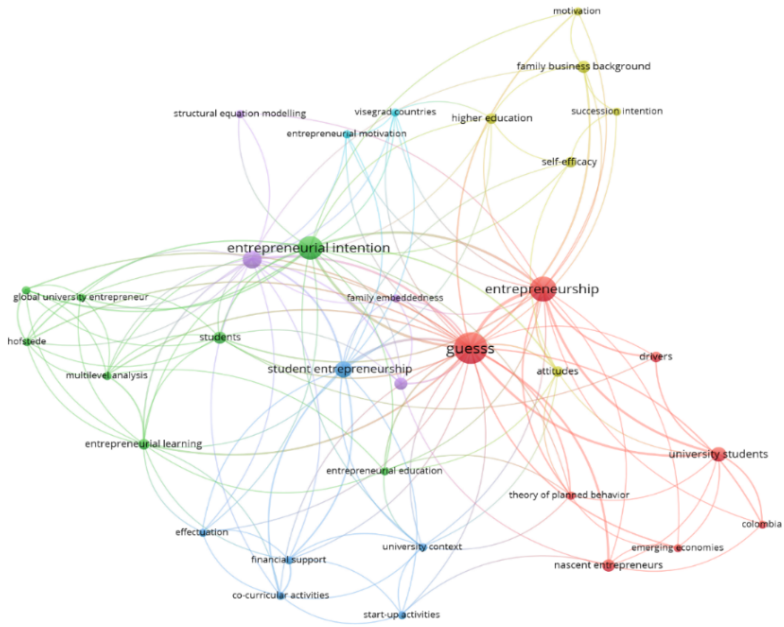 motivation
family business background
structural equation modelling
visegrad countries
higher education
succession intention
entrepreneurial motivation
self-efficacy
entrepreneurial intention
entrepreneurship
global university entrepreneur
family embeddedness
students
hofstede
guesss
drivers
student entrepreneurship
attitudes
multilevel analysis
entrepreneurial learning
university students
entrepreneurial education
theory of planned behavior
colombia
effectuation
university context
emerging economies
financial support
nascent entrepreneurs
co-curricular activities
start-up activities